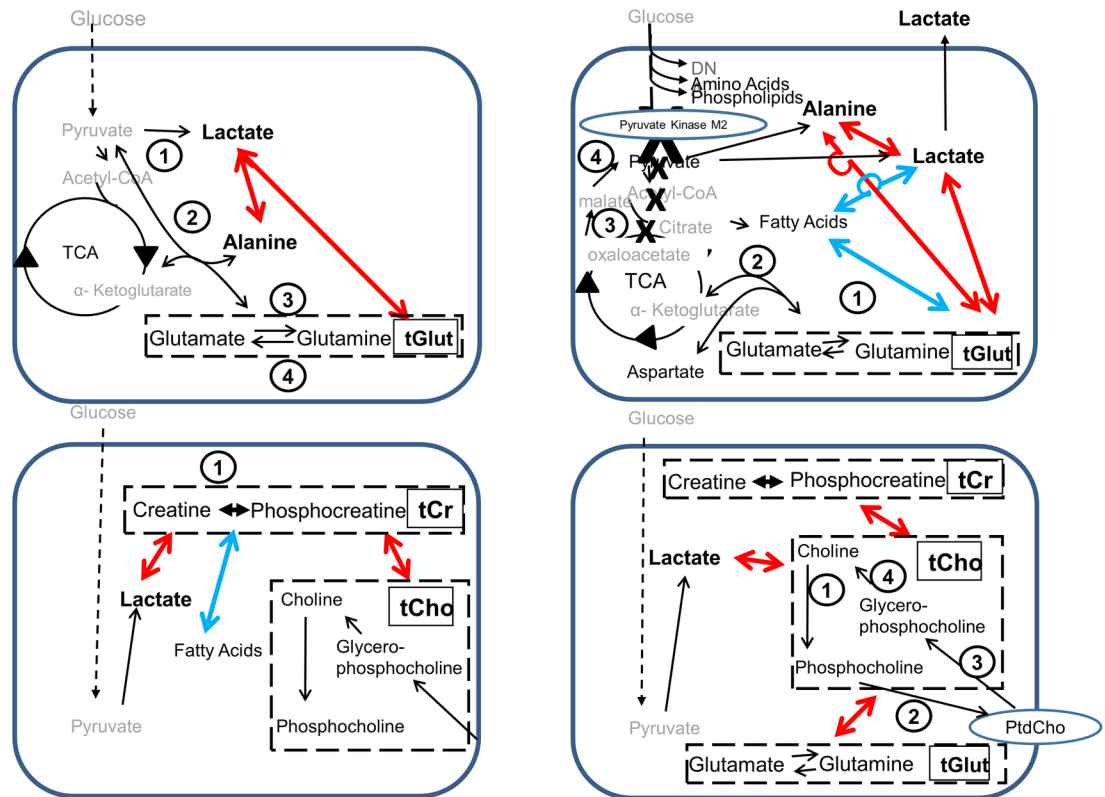 Glucose
Pyruvate
1
Lactate
Acetyl-CoA
2
TCA
Alanine
α- Ketoglutarate
3
Glutamate
Glutamine
tGlut
4
Glucose
Lactate
DN
Amino Acids
Phospholipids
Alanine
Pyruvate Kinase M2
4
Pyruvate
Lactate
X
Acetyl-CoA
malate
X
3
Citrate
X
Fatty Acids
oxaloacetate
2
TCA
α- Ketoglutarate
1
Glutamate
Glutamine
tGlut
Aspartate
Glucose
1
Creatine
Phosphocreatine
tCr
Lactate
Choline
tCho
Fatty Acids
Glycero-
phosphocholine
Pyruvate
Phosphocholine
Glucose
Creatine
Phosphocreatine
tCr
Lactate
Choline
tCho
1
4
Glycero-
phosphocholine
Phosphocholine
3
2
Pyruvate
PtdCho
Glutamate
Glutamine
tGlut